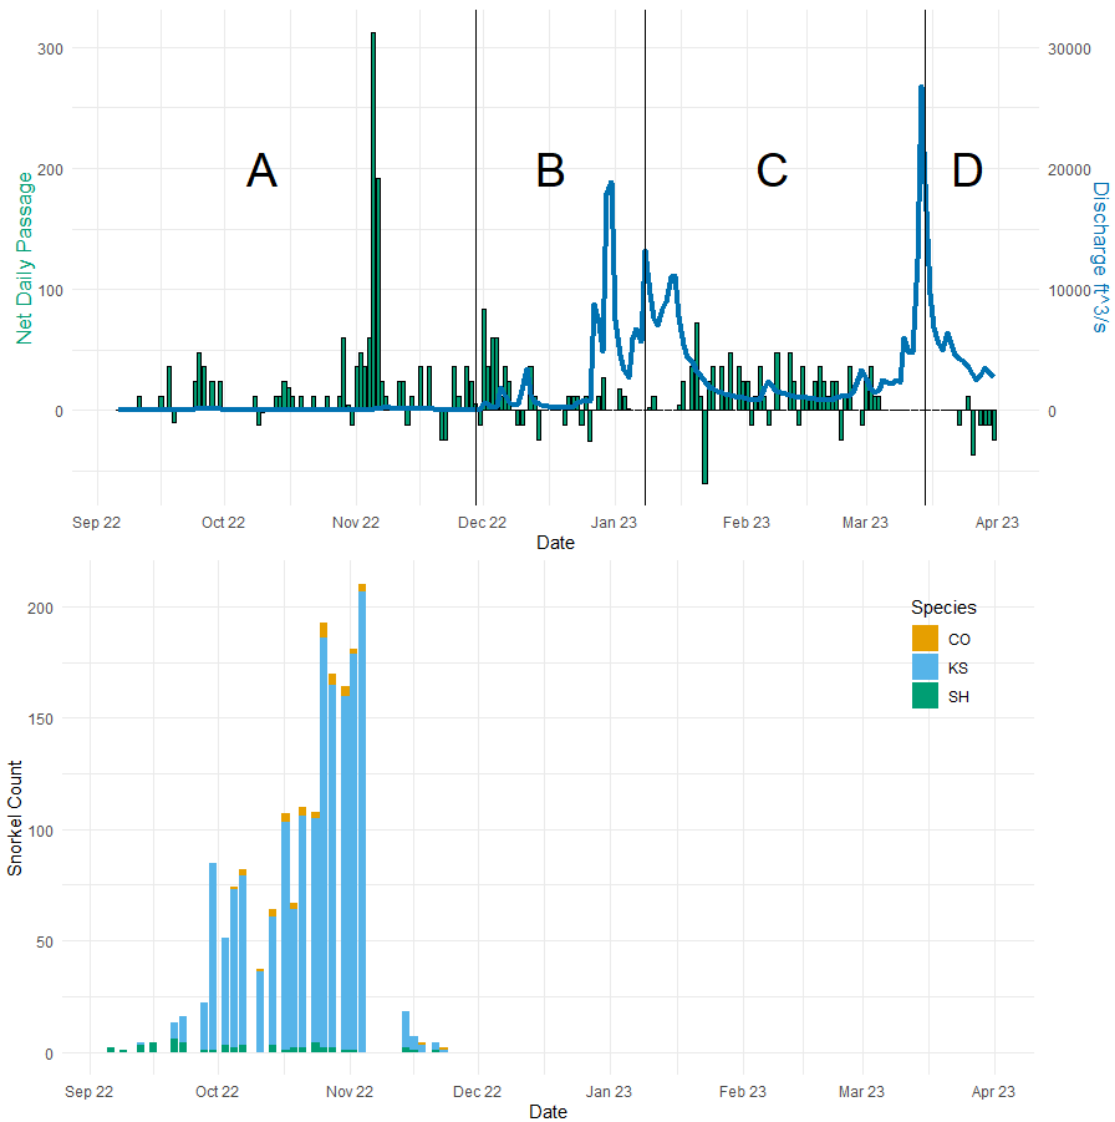 300
200
100
0
Net Daily Passage
A
B
C
D
30000
20000
10000
0
Discharge ft^3/s
Sep 22 Oct 22 Nov 22 Dec 22 Jan 23 Feb 23 Mar 23 Apr 23
Date
200
150
100
50
0
Snorkel Count
Species
CO
KS
SH
Sep 22 Oct 22 Nov 22 Dec 22 Jan 23 Feb 23 Mar 23 Apr 23
Date